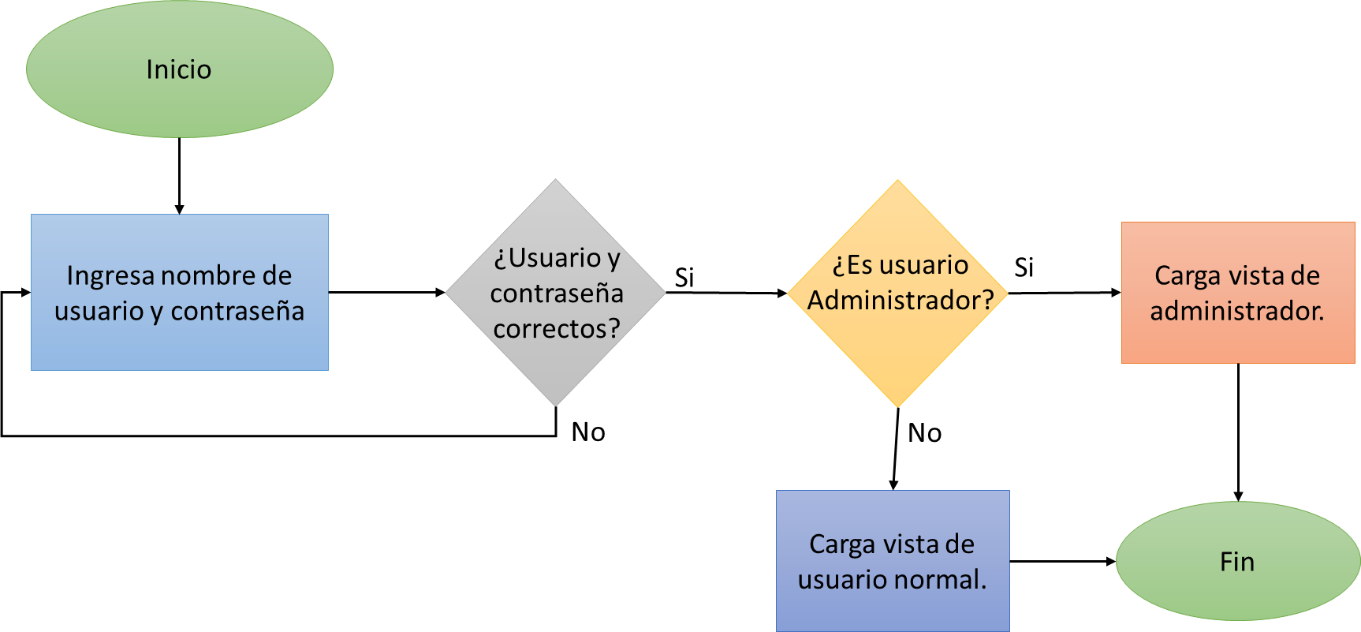 Inicio
Ingresa nombre de
usuario y contraseña
¿Usuario y
contraseña
correctos?
Si
No
¿Es usuario
Administrador?
Si
No
Carga vista de
administrador.
Carga vista de
usuario normal.
Fin